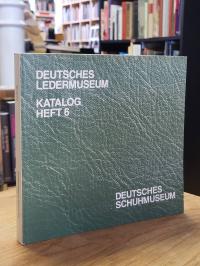 DEUTSCHES
LEDERMUSEUM
KATALOG
HEFT 6
DEUTSCHES
SCHUHMUSEUM